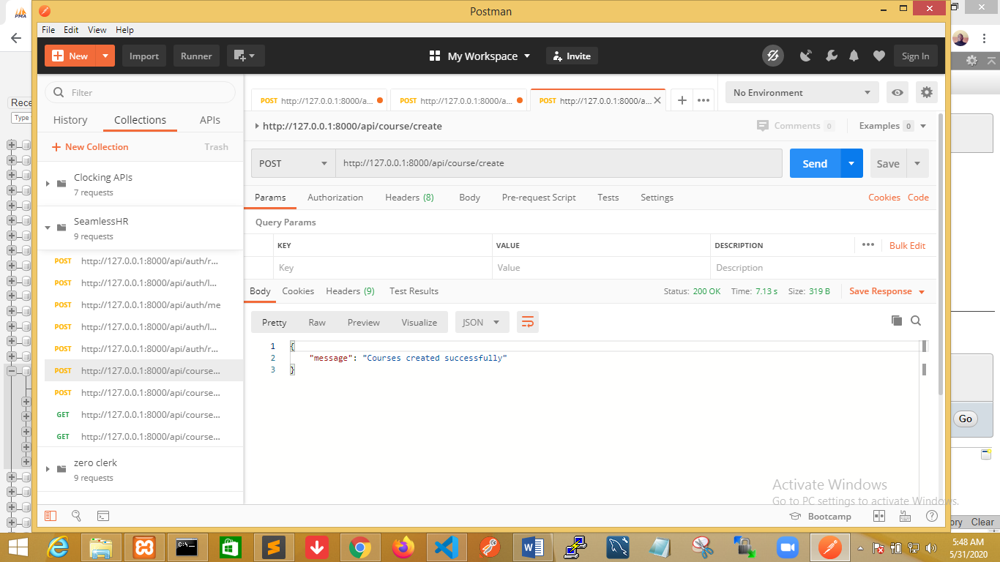 PMA
Postman
File Edit View Help
New Import Runner My Workspace Invite Sign In
Rece
Type
Filter
History Collections APIs
+ New Collection Trash
Clocking APIs
7 requests
SeamlessHR
9 requests
POST http://127.0.0.1:8000/api/auth/r...
POST http://127.0.0.1:8000/api/auth/l...
POST http://127.0.0.1:8000/api/auth/me
POST http://127.0.0.1:8000/api/auth/l...
POST http://127.0.0.1:8000/api/auth/r...
POST http://127.0.0.1:8000/api/course...
POST http://127.0.0.1:8000/api/course...
GET http://127.0.0.1:8000/api/course...
GET http://127.0.0.1:8000/api/course...
zero clerk
9 requests
POST http://127.0.0.1:8000/a... POST http://127.0.0.1:8000/a... POST http://127.0.0.1:8000/a... No Environment
http://127.0.0.1:8000/api/course/create Comments 0 Examples 0
POST http://127.0.0.1:8000/api/course/create Send Save
Params Authorization Headers (8) Body Pre-request Script Tests Settings Cookies Code
Query Params
KEY VALUE DESCRIPTION Bulk Edit
Key Value Description
Body Cookies Headers (9) Test Results Status: 200 OK Time: 7.13 s Size: 319 B Save Response
Pretty Raw Preview Visualize JSON
1 {
2 "message": "Courses created successfully"
3 }
Go
Activate Windows
Go to PC settings to activate Windows.
Bootcamp
ory Clear
5:48 AM
5/31/2020